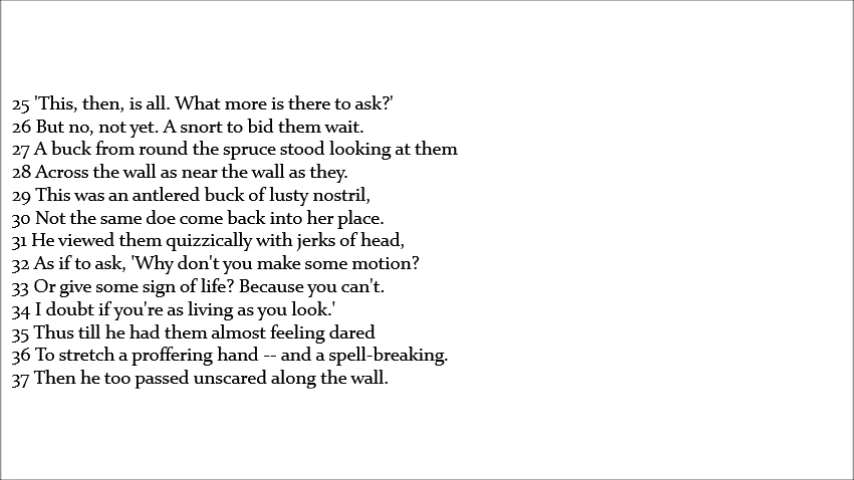 25 'This, then, is all. What more is there to ask?'
26 But no, not yet. A snort to bid them wait.
27 A buck from round the spruce stood looking at them
28 Across the wall as near the wall as they.
29 This was an antlered buck of lusty nostril,
30 Not the same doe come back into her place.
31 He viewed them quizzically with jerks of head,
32 As if to ask, 'Why don't you make some motion?
33 Or give some sign of life? Because you can't.
34 I doubt if you're as living as you look.'
35 Thus till he had them almost feeling dared
36 To stretch a proffering hand -- and a spell-breaking.
37 Then he too passed unscared along the wall.